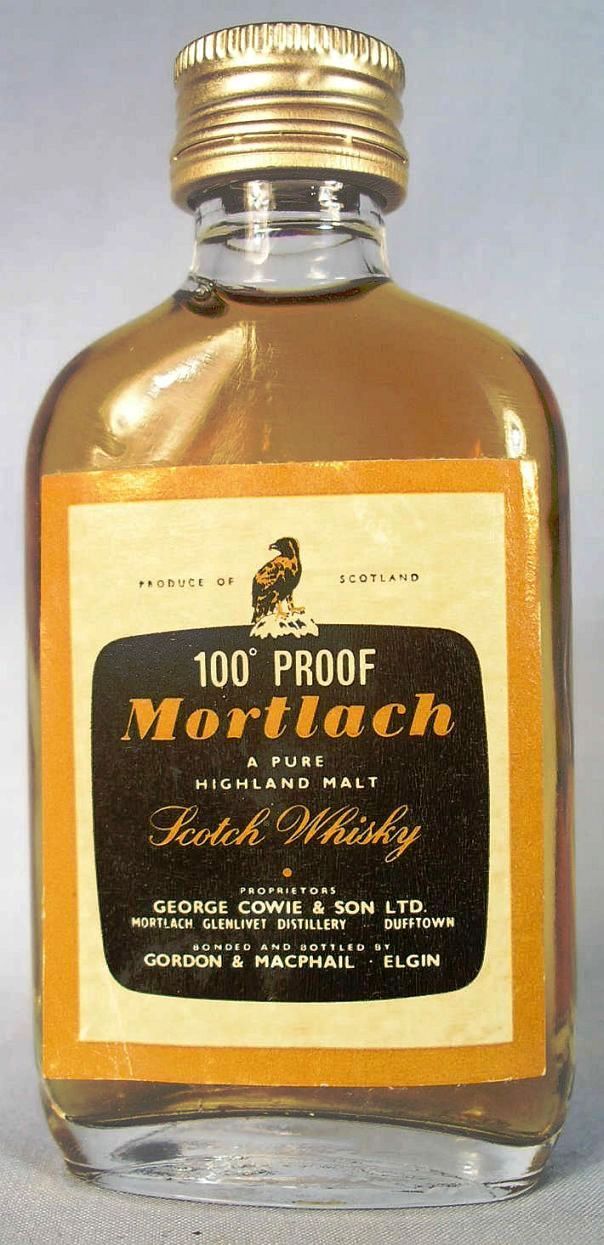 PRODUCE OF SCOTLAND
100° PROOF
Mortlach
A PURE
HIGHLAND MALT
Scotch Whisky
PROPRIETORS
GEORGE COWIE & SON LTD.
MORTLACH GLENLIVET DISTILLERY DUFFTOWN
BONDED AND BOTTLED BY
GORDON & MACPHAIL · ELGIN